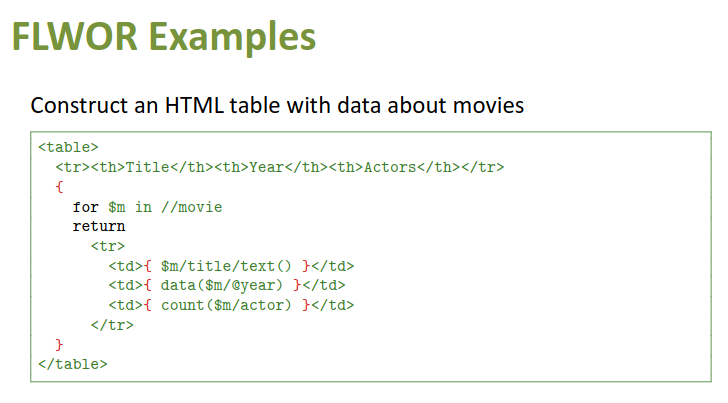 FLWOR Examples
Construct an HTML table with data about movies
<table>
<tr><th>Title</th><th>Year</th><th>Actors</th></tr>
{
for $m in //movie
return
<tr>
<td>{ $m/title/text() }</td>
<td>{ data($m/@year) }</td>
<td>{ count($m/actor) }</td>
</tr>
}
</table>